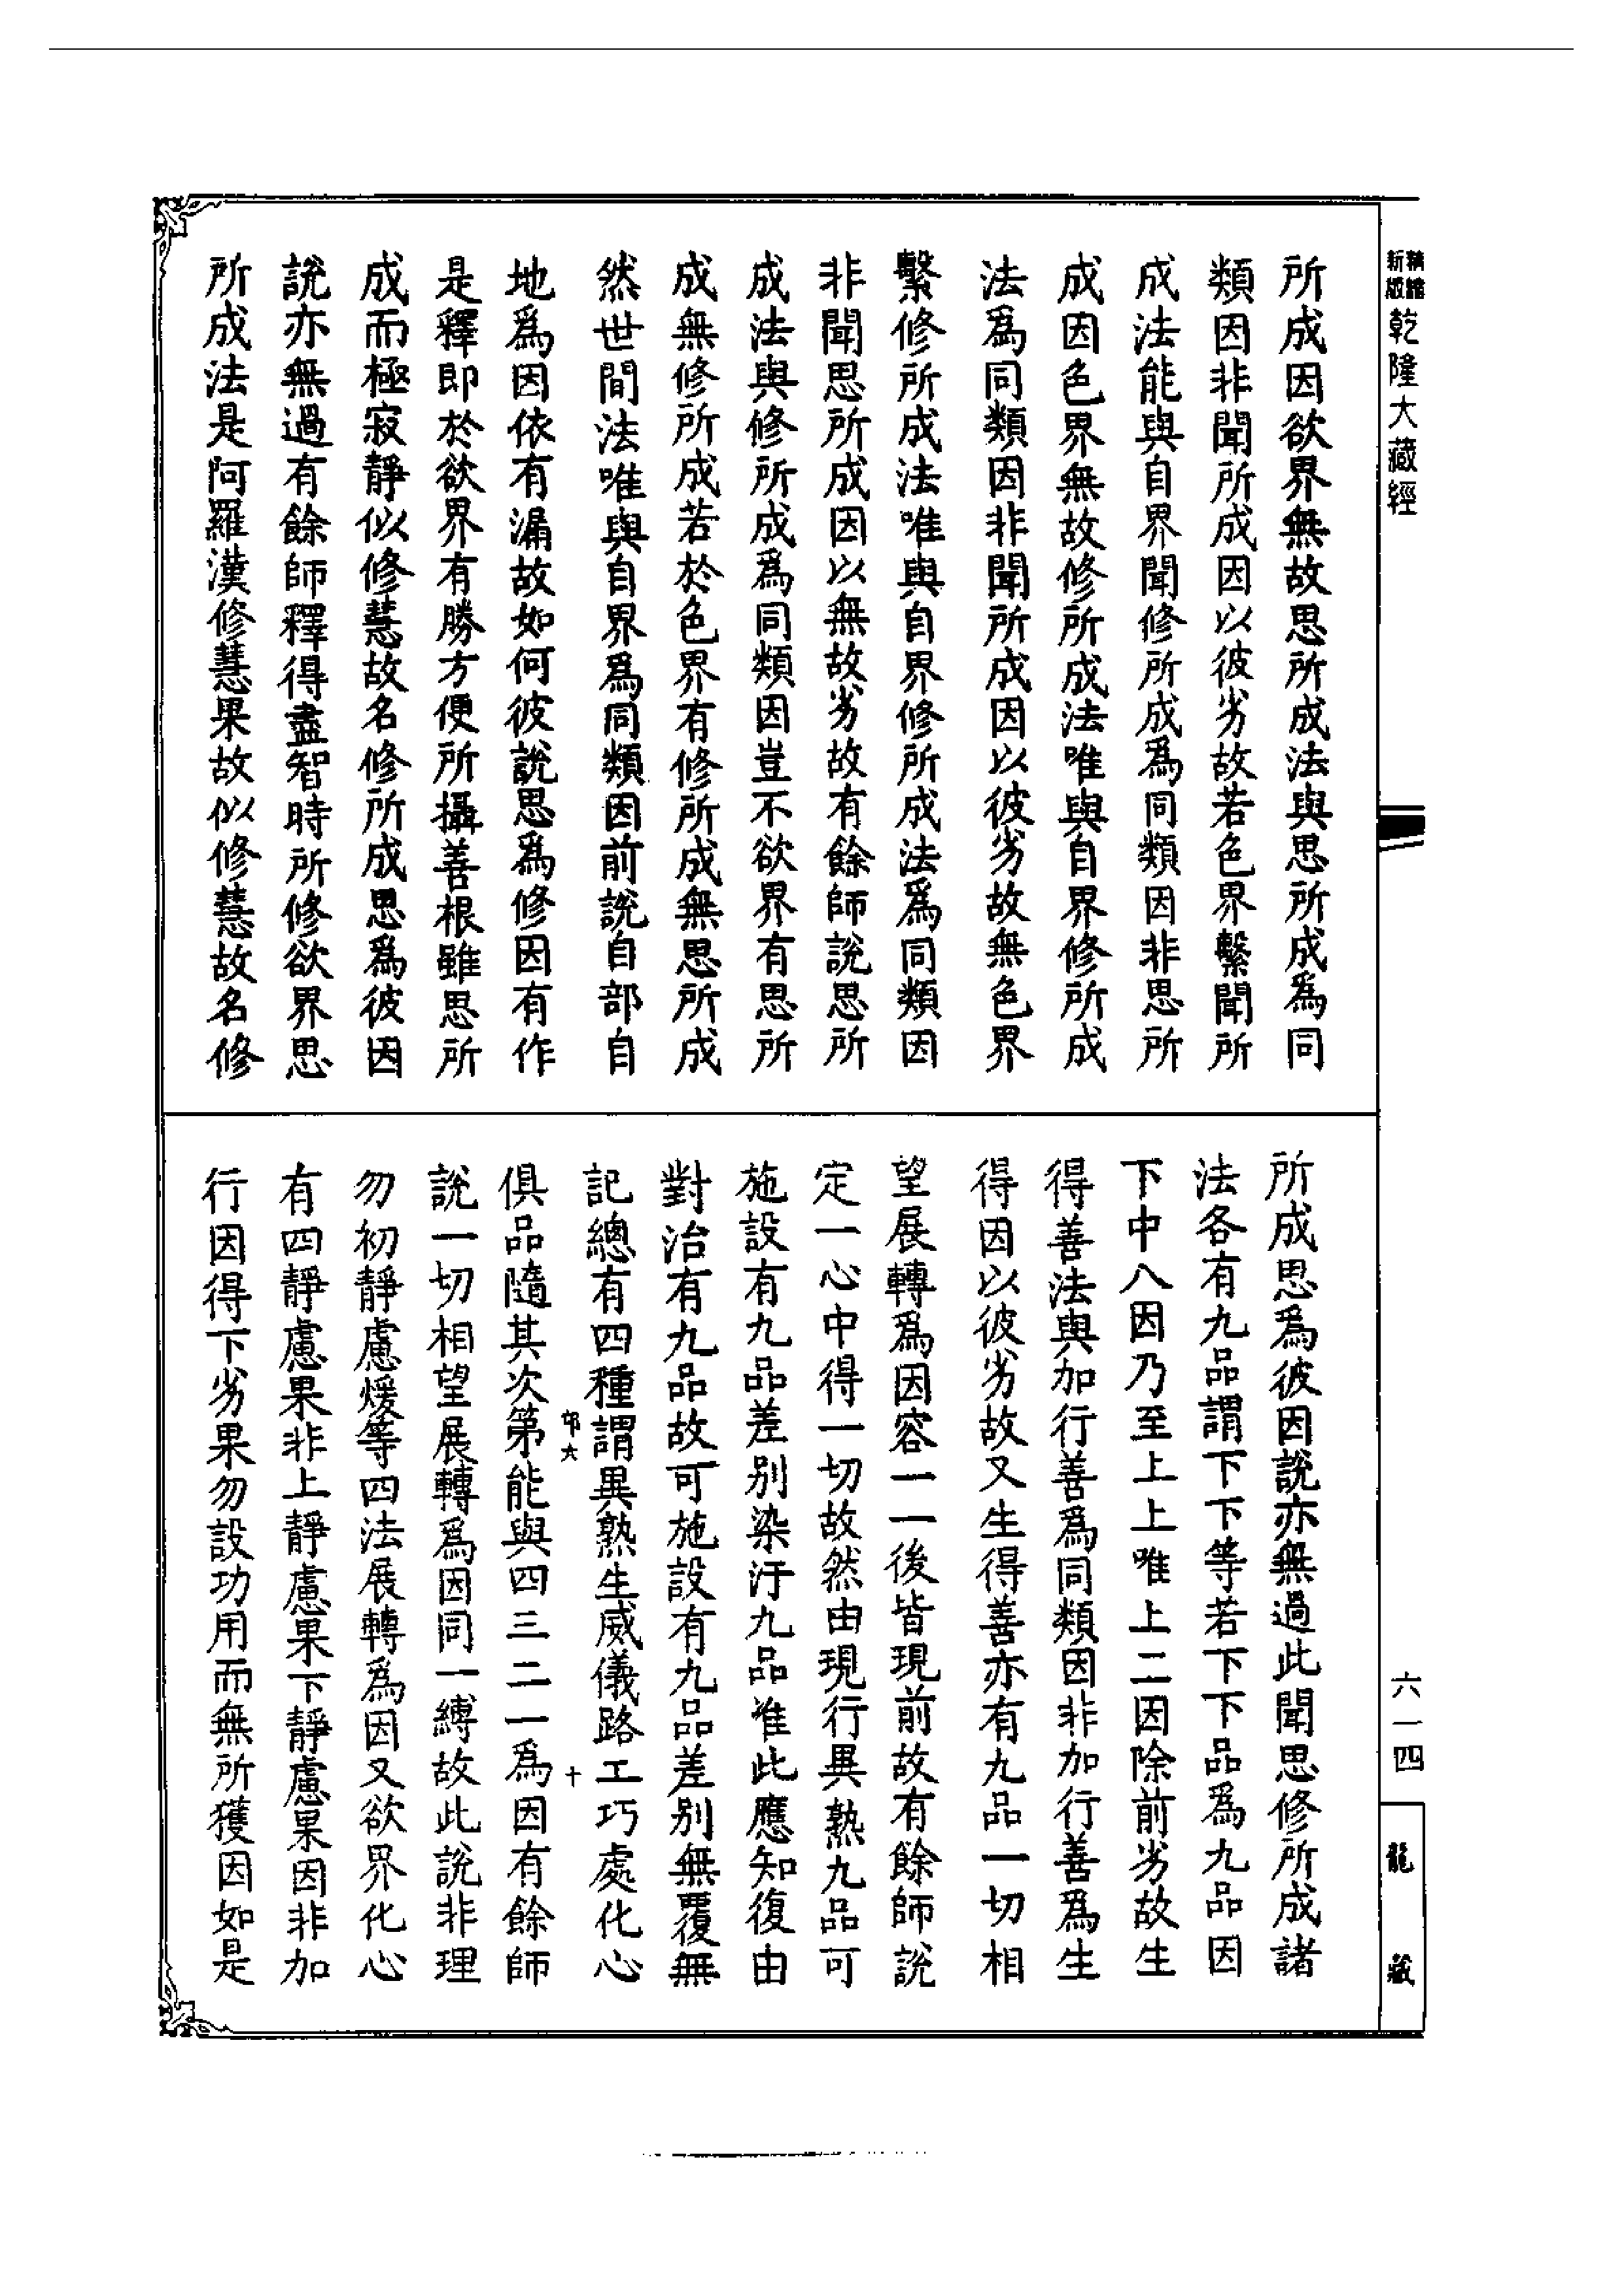 精縮新版乾隆大藏經
六一四
龍藏
所成因欲界無故思所成法與思所成爲同
類因非聞所成因以彼劣故若色界繫聞所
成法能與自界聞修所成爲同類因非思所
成因色界無故修所成法唯與自界修所成
法爲同類因非聞所成因以彼劣故無色界
繫修所成法唯與自界修所成法爲同類因
非聞思所成因以無故劣故有餘師說思所
成法與修所成爲同類因豈不欲界有思所
成無修所成若於色界有修所成無思所成
然世間法唯與自界爲同類因前說自部自
地爲因依有漏故如何彼說思爲修因有作
是釋即於欲界有勝方便所攝善根雖思所
成而極寂靜似修慧故名修所成思爲彼因
說亦無過有餘師釋得盡智時所修欲界思
所成法是阿羅漢修慧果故似修慧故名修
所成思爲彼因說亦無過此聞思修所成諸
法各有九品謂下下等若下下品爲九品因
下中八因乃至上上唯上二因除前劣故生
得善法與加行善爲同類因非加行善爲生
得因以彼劣故又生得善亦有九品一切相
望展轉爲因容一一後皆現前故有餘師說
定一心中得一切故然由現行異熟九品可
施設有九品差別染汙九品准此應知復由
對治有九品故可施設有九品差別無覆無
記總有四種謂異熟生威儀路工巧處化心
俱品隨其次第能與四三二一爲因有餘師
說一切相望展轉爲因同一縛故此說非理
勿初靜慮煖等四法展轉爲因又欲界化心
有四靜慮果非上靜慮果下靜慮果因非加
行因得下劣果勿設功用而無所獲因如是